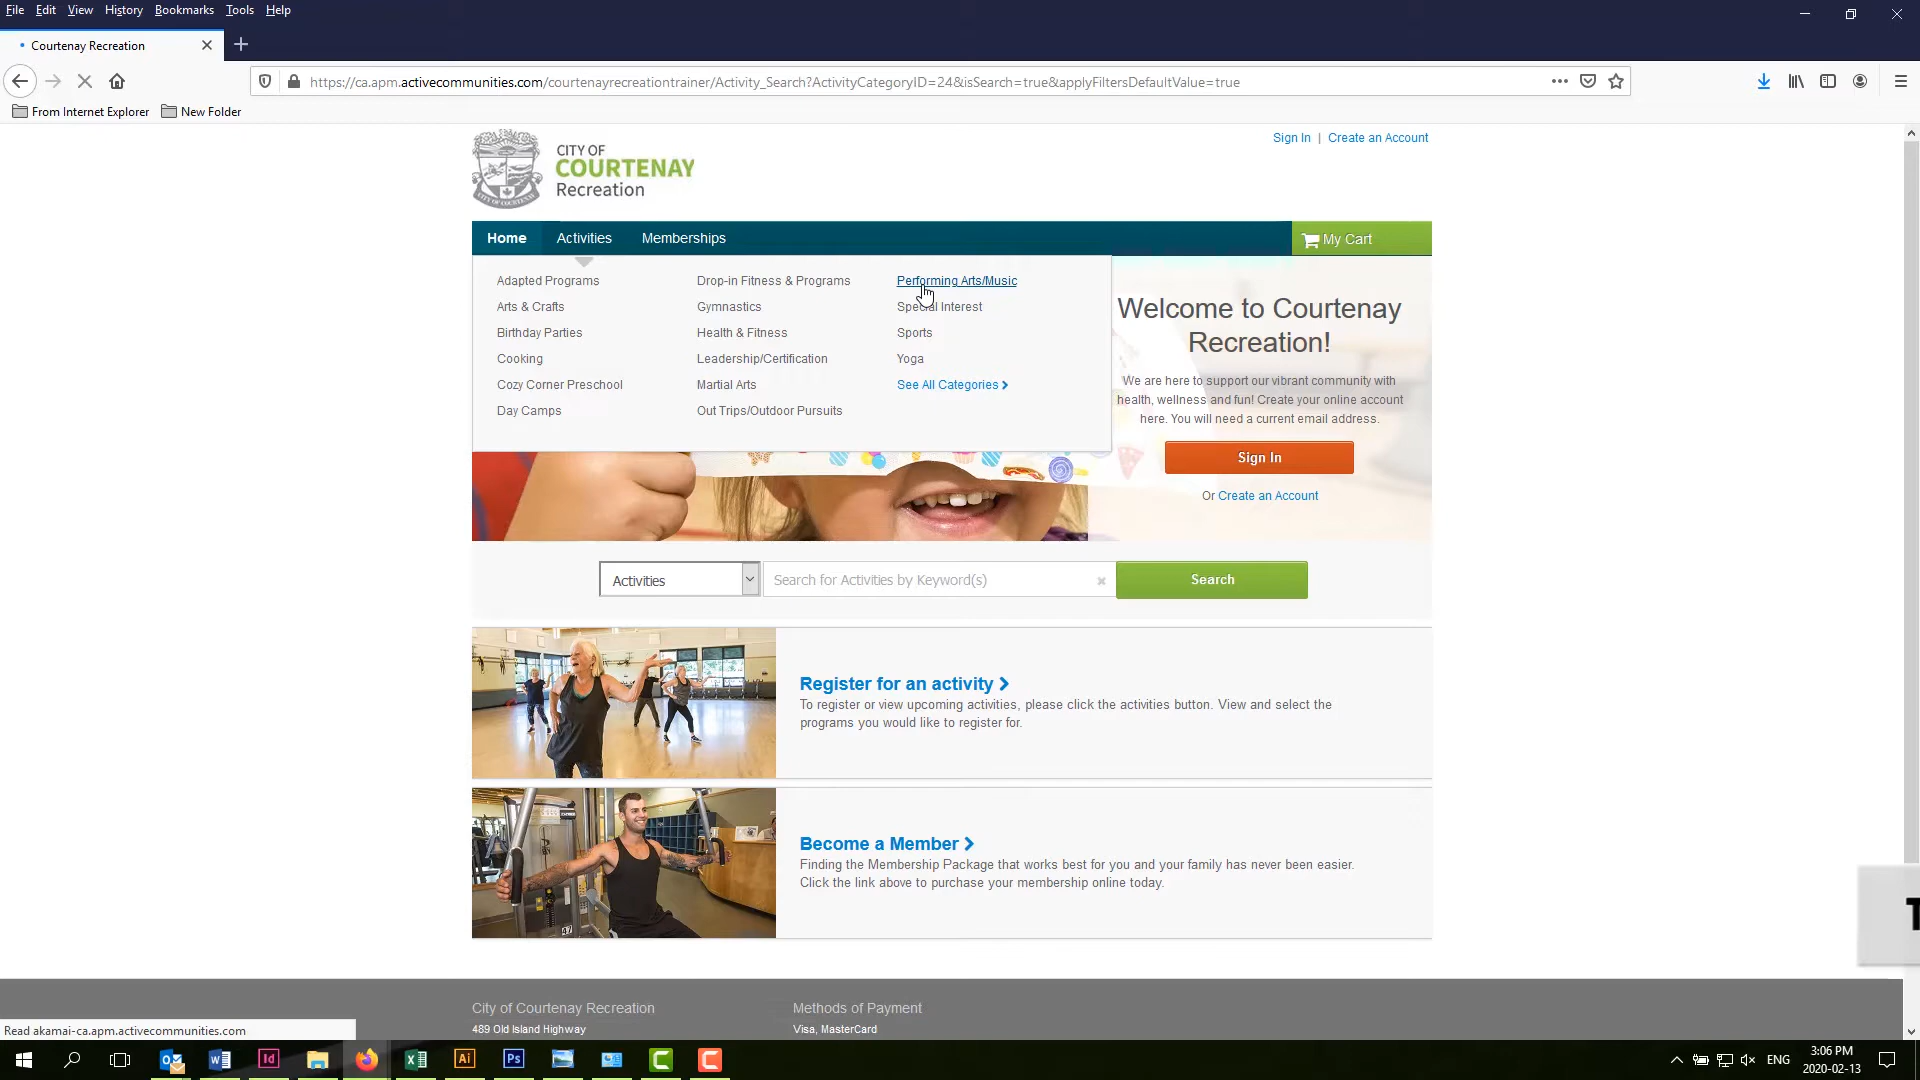 File Edit View History Bookmarks Tools Help
Courtenay Recreation
https://ca.apm.activecommunities.com/courtenayrecreationtrainer/Activity_Search?ActivityCategoryID=24&isSearch=true&applyFiltersDefaultValue=true
From Internet Explorer New Folder
Sign In | Create an Account
CITY OF
COURTENAY
Recreation
Home Activities Memberships My Cart
Adapted Programs Drop-in Fitness & Programs Performing Arts/Music
Arts & Crafts Gymnastics Special Interest
Birthday Parties Health & Fitness Sports
Cooking Leadership/Certification Yoga
Cozy Corner Preschool Martial Arts See All Categories
Day Camps Out Trips/Outdoor Pursuits
Welcome to Courtenay
Recreation!
We are here to support our vibrant community with
health, wellness and fun! Create your online account
here. You will need a current email address.
Sign In
Or Create an Account
Activities Search for Activities by Keyword(s) Search
Register for an activity
To register or view upcoming activities, please click the activities button. View and select the
programs you would like to register for.
Become a Member
Finding the Membership Package that works best for you and your family has never been easier.
Click the link above to purchase your membership online today.
City of Courtenay Recreation Methods of Payment
489 Old Island Highway Visa, MasterCard
Read akamai-ca.apm.activecommunities.com
ENG 3:06 PM
2020-02-13